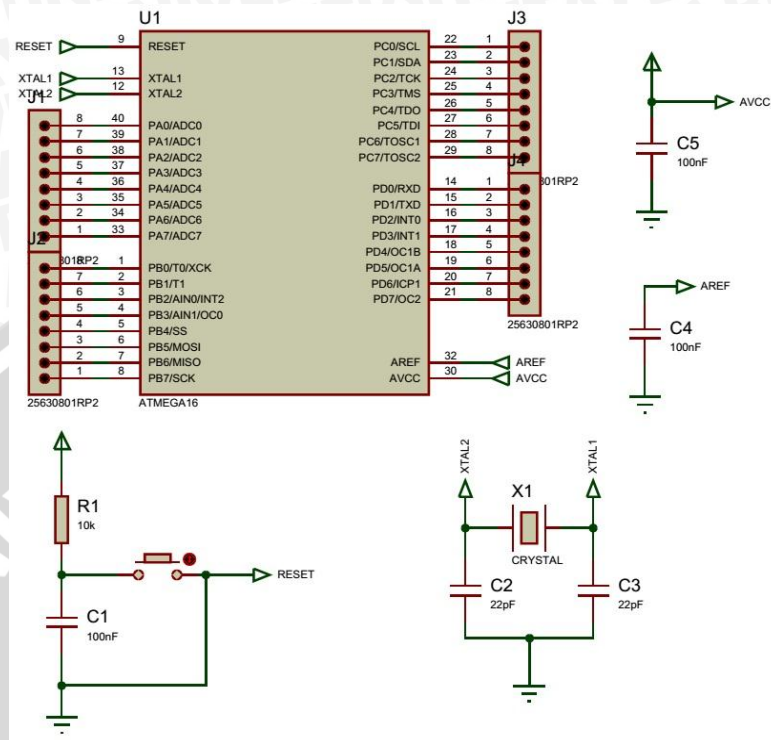 U1
J3
RESET
9
RESET
PC0/SCL
22
1
PC1/SDA
23
2
XTAL1
13
XTAL1
PC2/TCK
24
3
XTAL2
12
XTAL2
PC3/TMS
25
4
J1
PC4/TDO
26
5
8
40
PA0/ADC0
PC5/TDI
27
6
7
39
PA1/ADC1
PC6/TOSC1
28
7
6
38
PA2/ADC2
PC7/TOSC2
29
8
5
37
PA3/ADC3
J4
4
36
PA4/ADC4
PD0/RXD
14
1
301RP2
3
35
PA5/ADC5
PD1/TXD
15
2
2
34
PA6/ADC6
PD2/INT0
16
3
1
33
PA7/ADC7
PD3/INT1
17
4
J2
PD4/OC1B
18
5
301RP2
8
1
PB0/T0/XCK
PD5/OC1A
19
6
7
2
PB1/T1
PD6/ICP1
20
7
6
3
PB2/AIN0/INT2
PD7/OC2
21
8
5
4
PB3/AIN1/OC0
4
5
PB4/SS
25630801RP2
3
6
PB5/MOSI
2
7
PB6/MISO
AREF
32
AREF
1
8
PB7/SCK
AVCC
30
AVCC
25630801RP2
ATMEGA16
AVCC
C5
100nF
AREF
C4
100nF
R1
10k
RESET
C1
100nF
XTAL2
XTAL1
X1
CRYSTAL
C2
22pF
C3
22pF